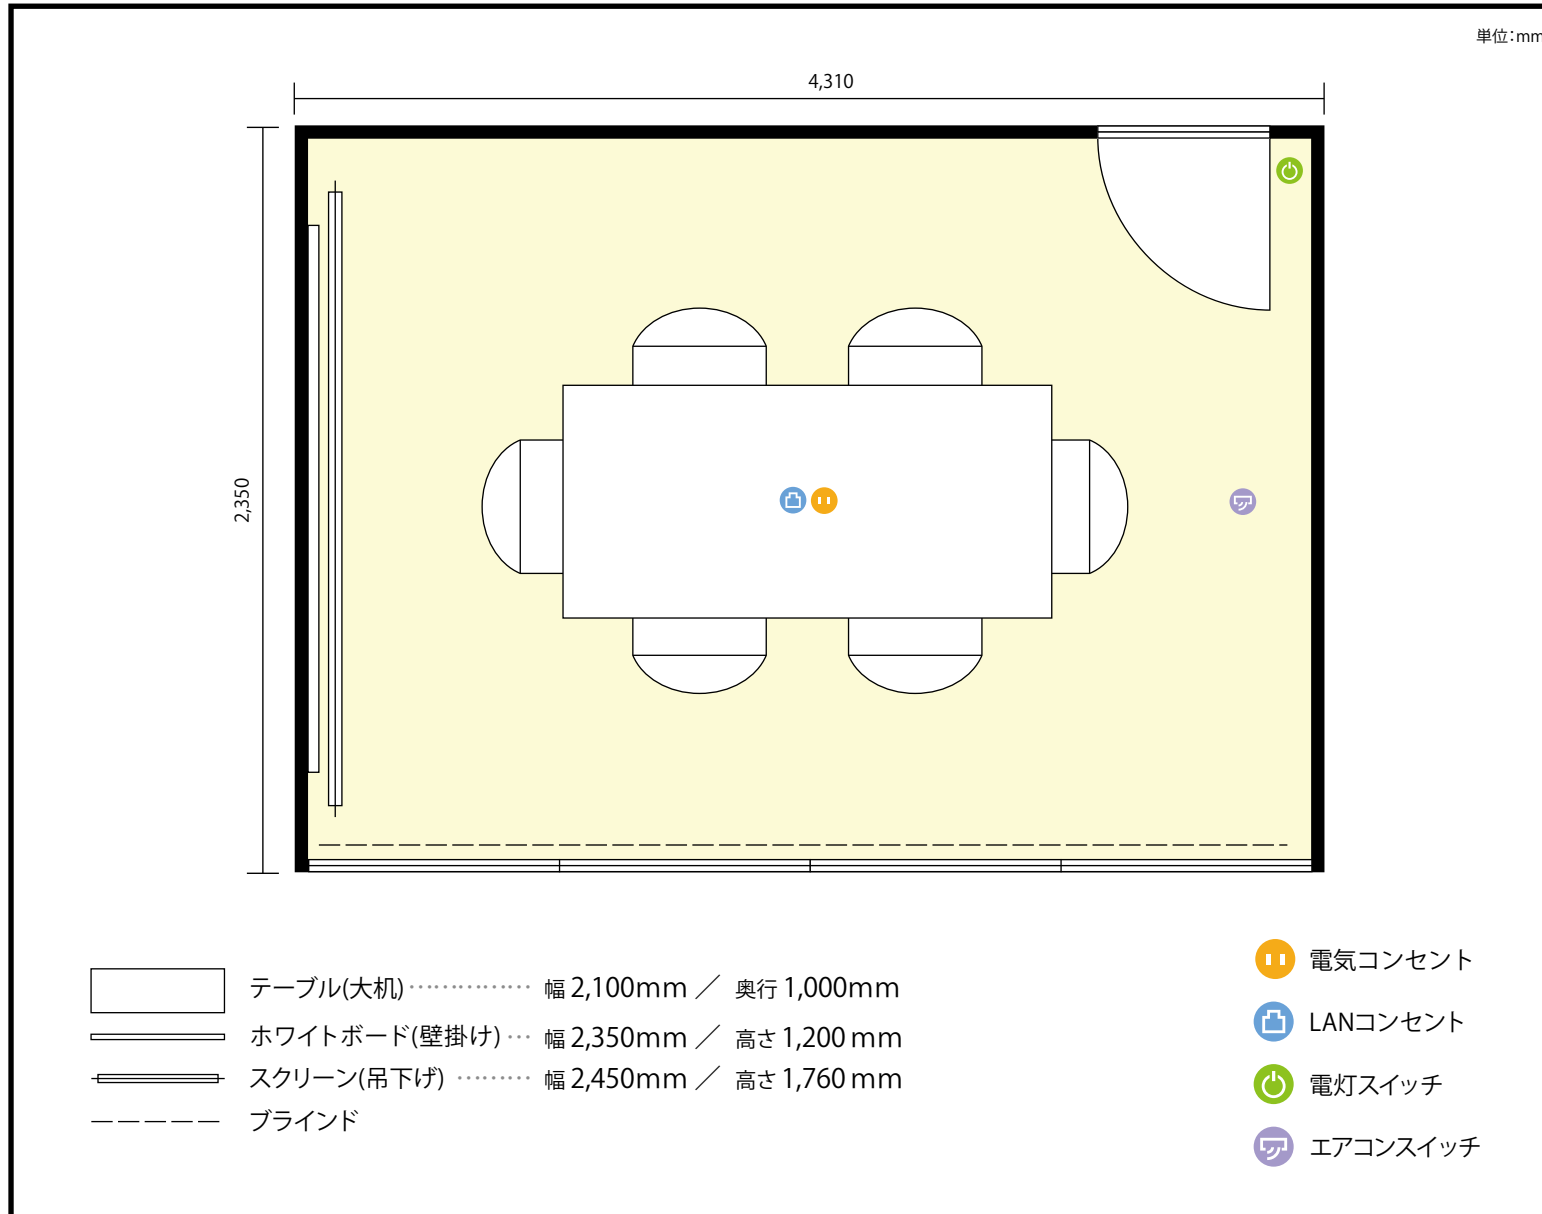 単位：mm
4,310
2,350
テーブル(大机) …………… 幅 2,100mm ／ 奥行 1,000mm
ホワイトボード(壁掛け) … 幅 2,350mm ／ 高さ 1,200 mm
スクリーン(吊下げ) ……… 幅 2,450mm ／ 高さ 1,760 mm
ブラインド
電気コンセント
LANコンセント
電灯スイッチ
エアコンスイッチ